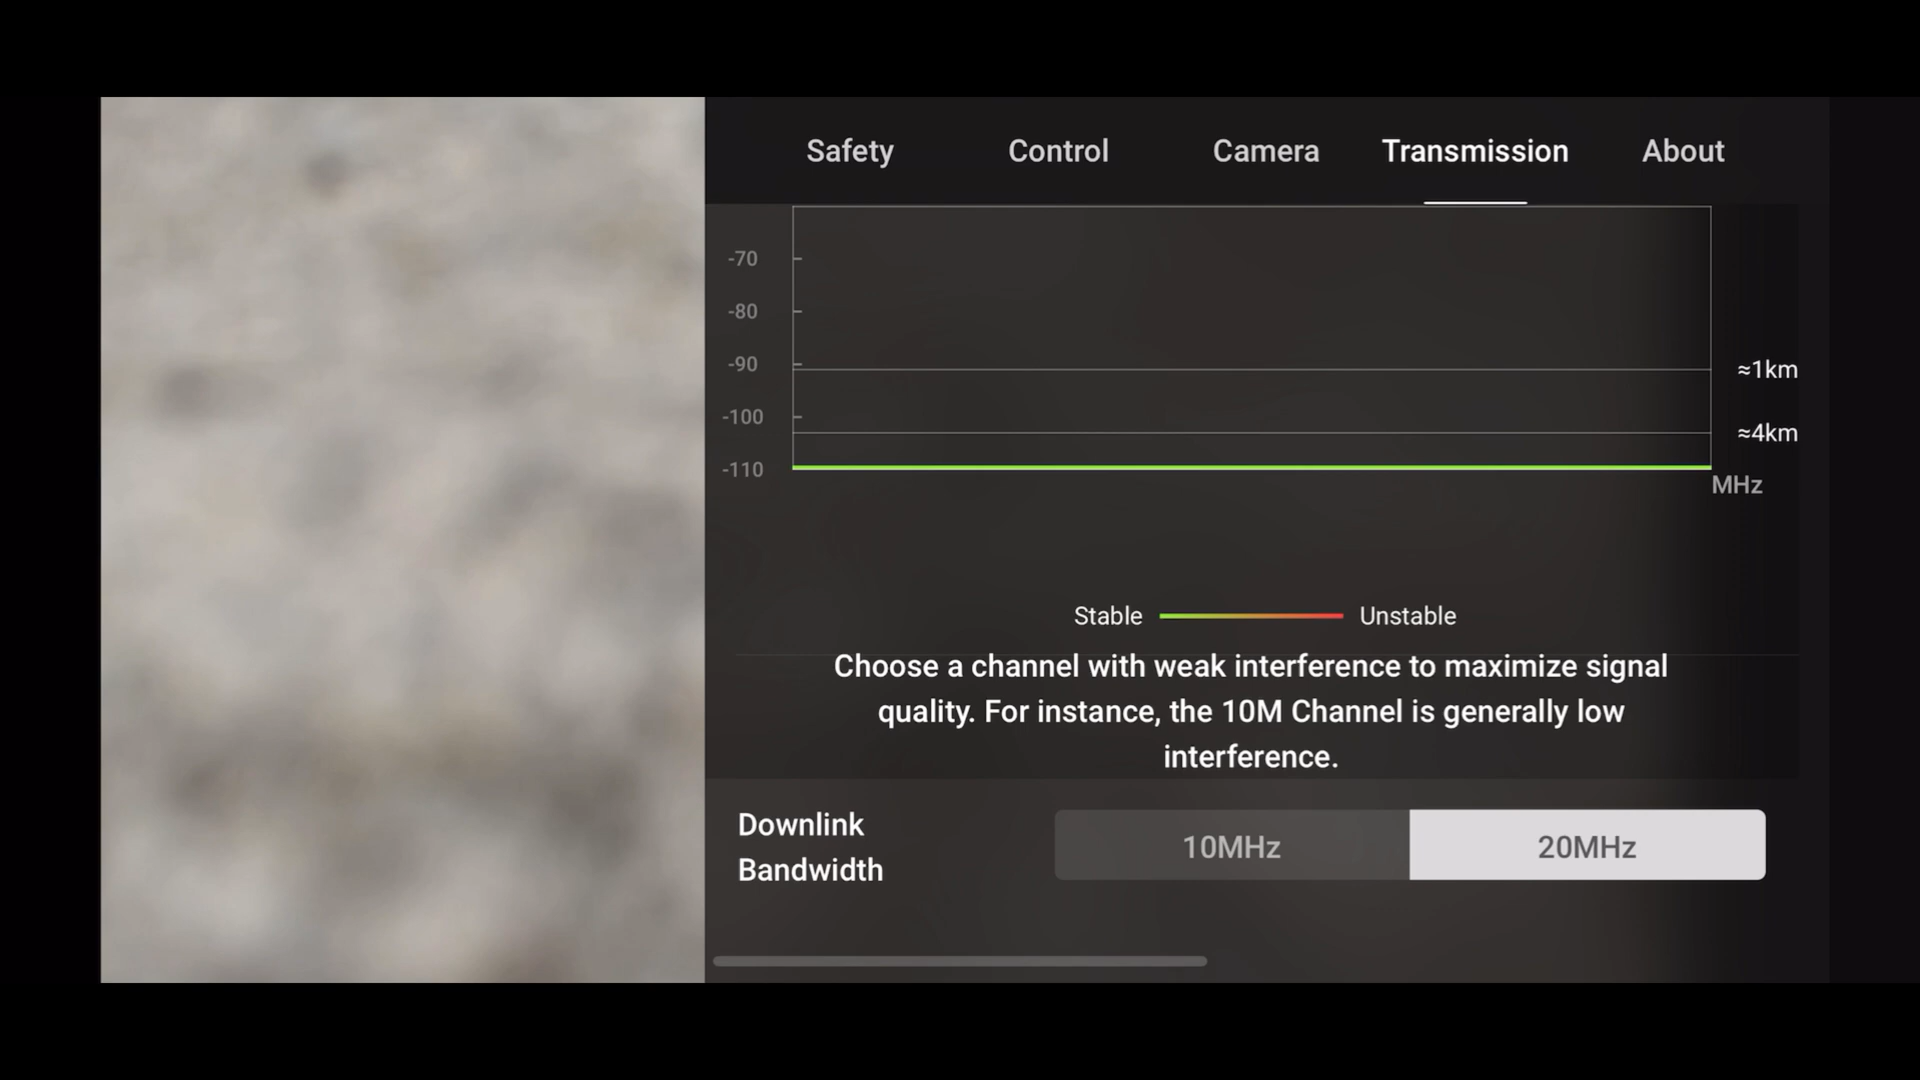 Safety Control Camera Transmission About
-70
-80
-90
≈1km
-100
≈4km
-110
MHz
Stable Unstable
Choose a channel with weak interference to maximize signal
quality. For instance, the 10M Channel is generally low
interference.
Downlink
Bandwidth
10MHz 20MHz